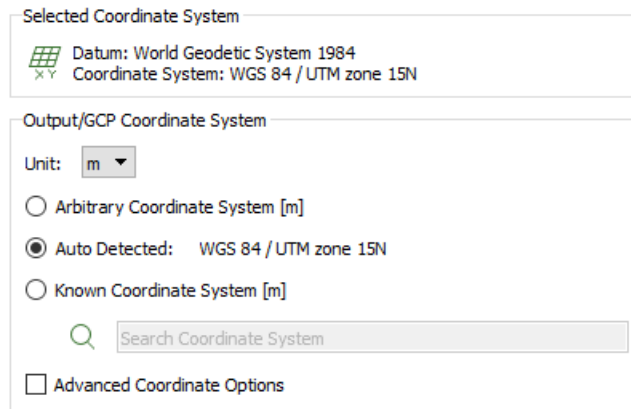 Selected Coordinate System
Datum: World Geodetic System 1984
X Y
Coordinate System: WGS 84 / UTM zone 15N
Output/GCP Coordinate System
Unit: m
Arbitrary Coordinate System [m]
Auto Detected: WGS 84 / UTM zone 15N
Known Coordinate System [m]
Search Coordinate System
Advanced Coordinate Options